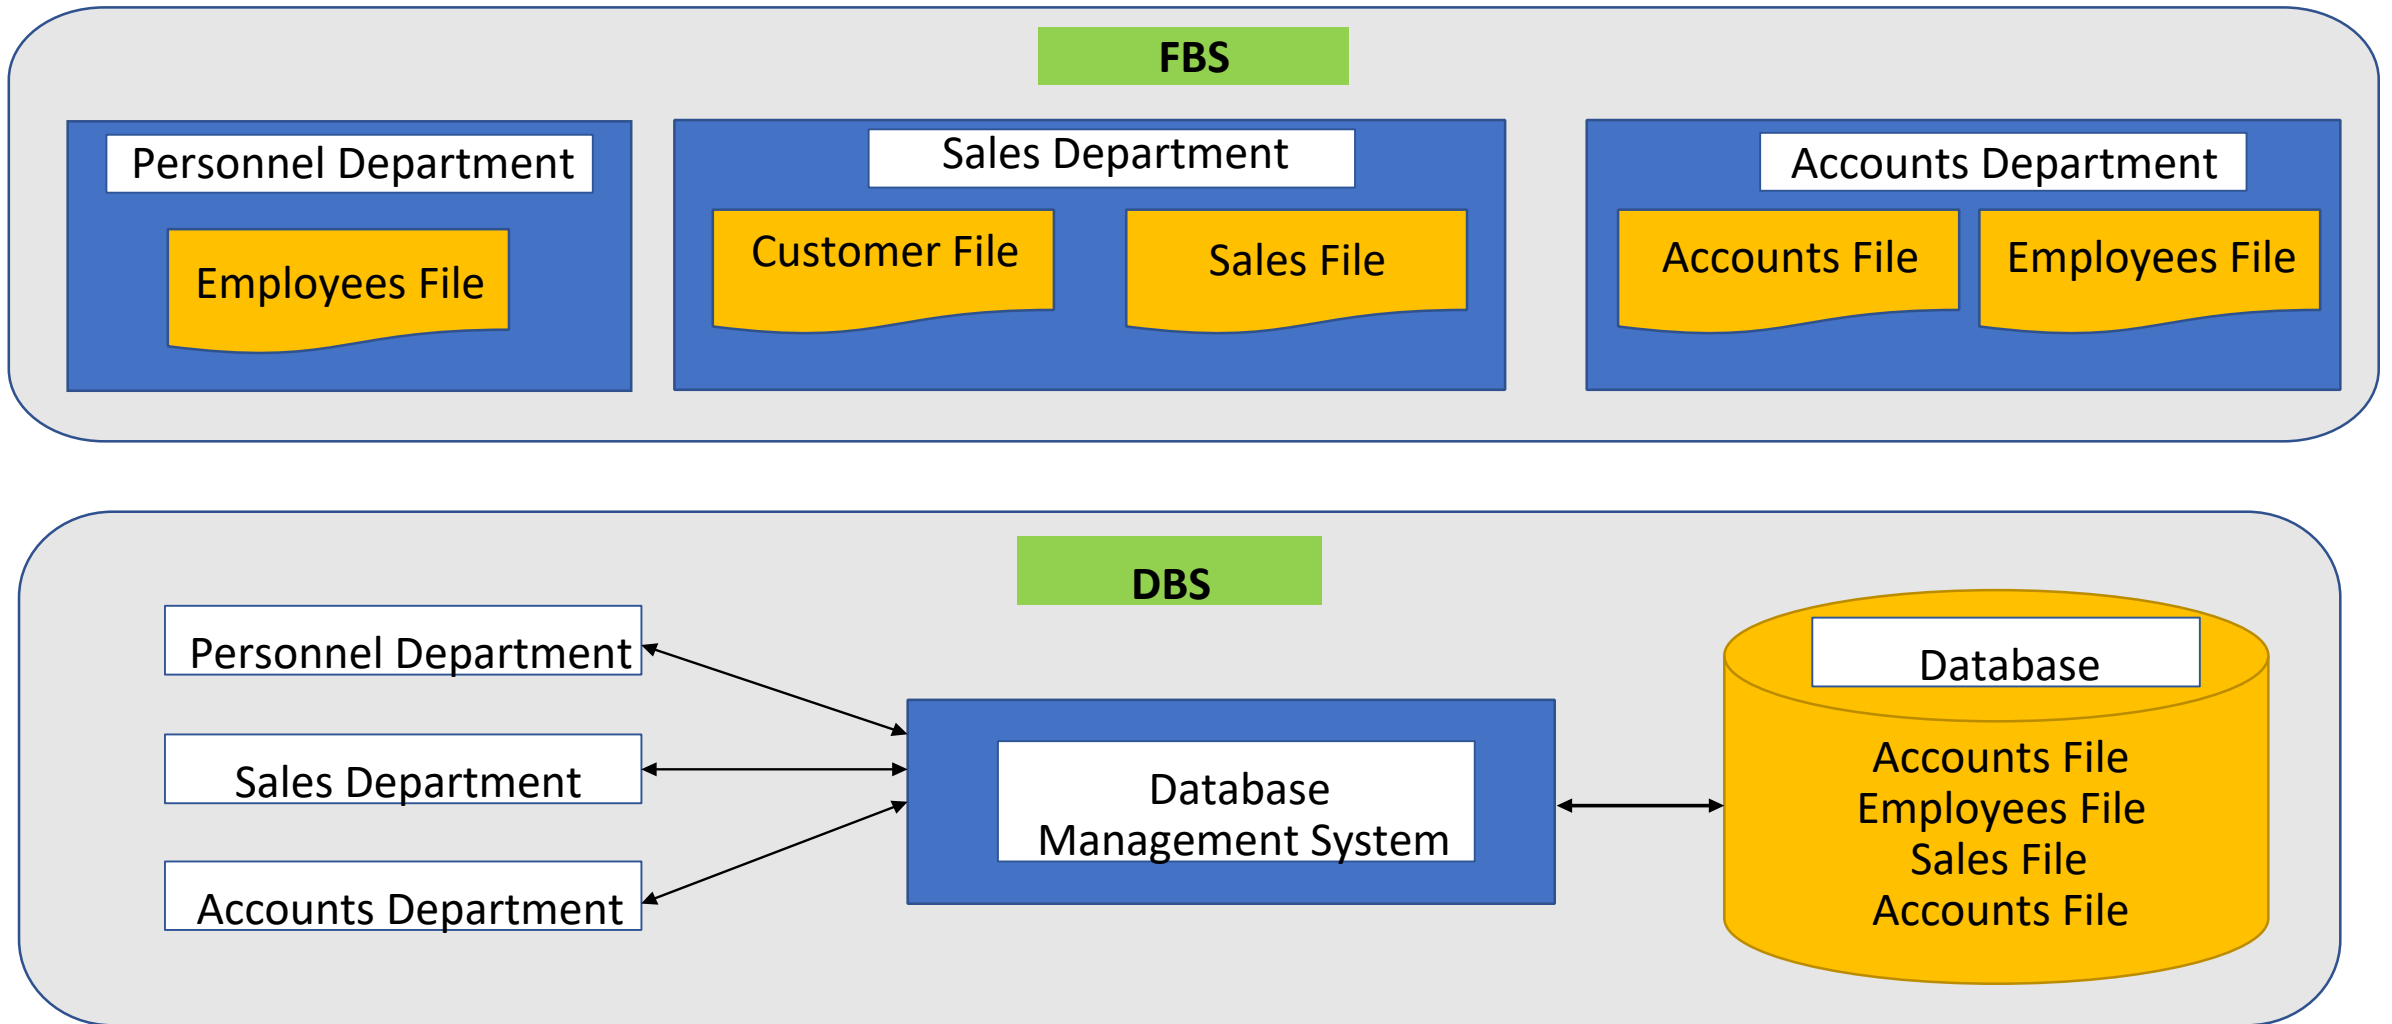 FBS
Personnel Department
Employees File
Sales Department
Customer File
Sales File
Accounts Department
Accounts File
Employees File
DBS
Personnel Department
Sales Department
Accounts Department
Database
Management System
Database
Accounts File
Employees File
Sales File
Accounts File